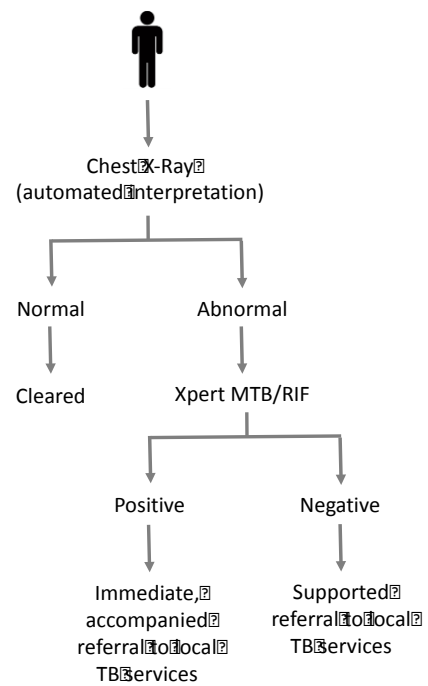 Chest X-Ray
(automated interpretation)
Normal
Abnormal
Cleared
Xpert MTB/RIF
Positive
Negative
Immediate,
accompanied
referral to local
TB services
Supported
referral to local
TB services